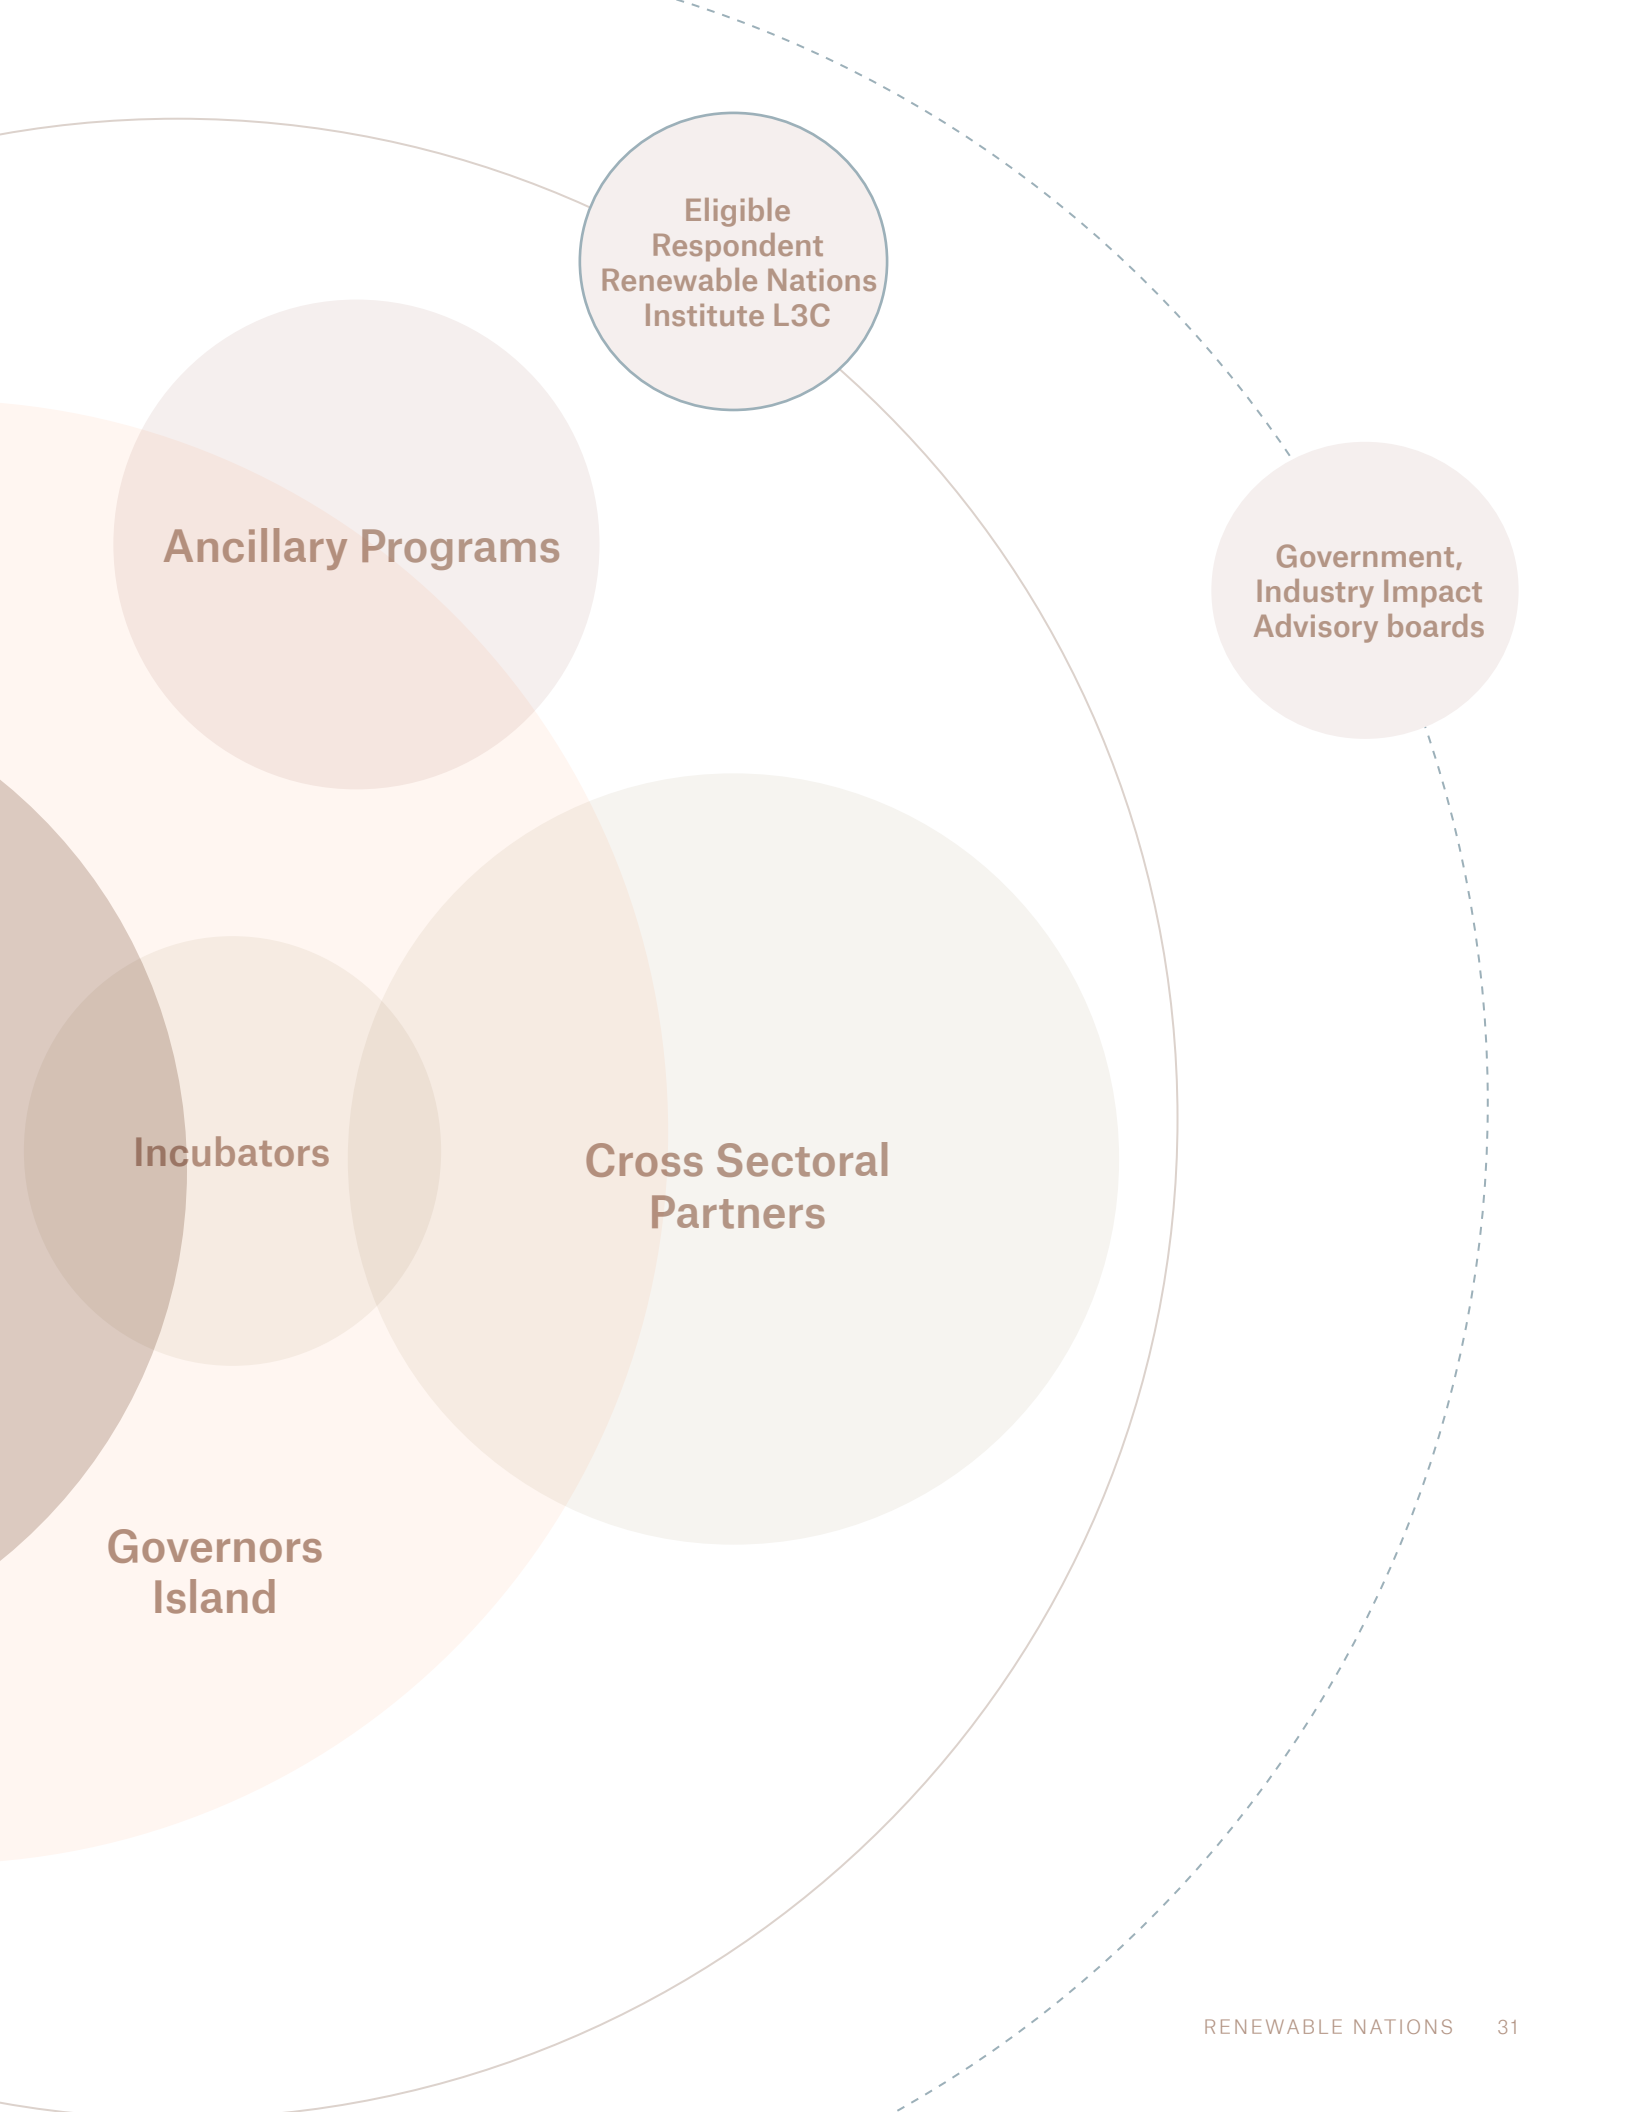 Eligible
Respondent
Renewable Nations
Institute L3C
Ancillary Programs
Government,
Industry Impact
Advisory boards
Incubators
Cross Sectoral
Partners
Governors
Island
RENEWABLE NATIONS 31